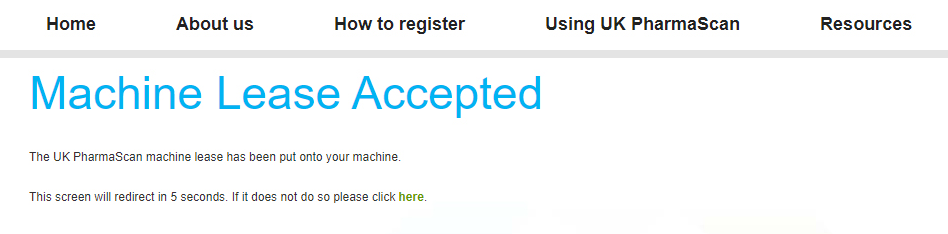 Home About us How to register Using UK PharmaScan Resources
Machine Lease Accepted
The UK PharmaScan machine lease has been put onto your machine.
This screen will redirect in 5 seconds. If it does not do so please click here.